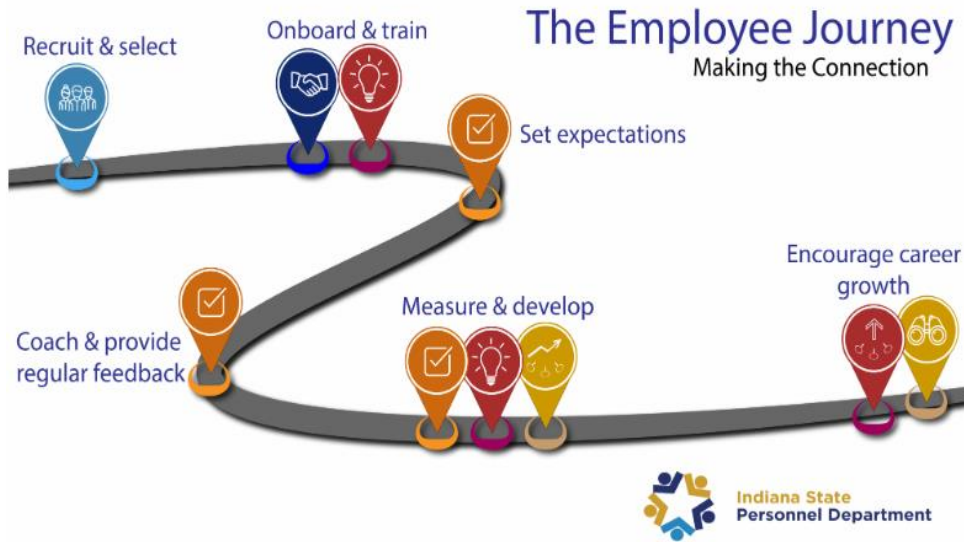 The Employee Journey
Making the Connection
Recruit & select
Onboard & train
Set expectations
Coach & provide
regular feedback
Measure & develop
Encourage career
growth
Indiana State
Personnel Department